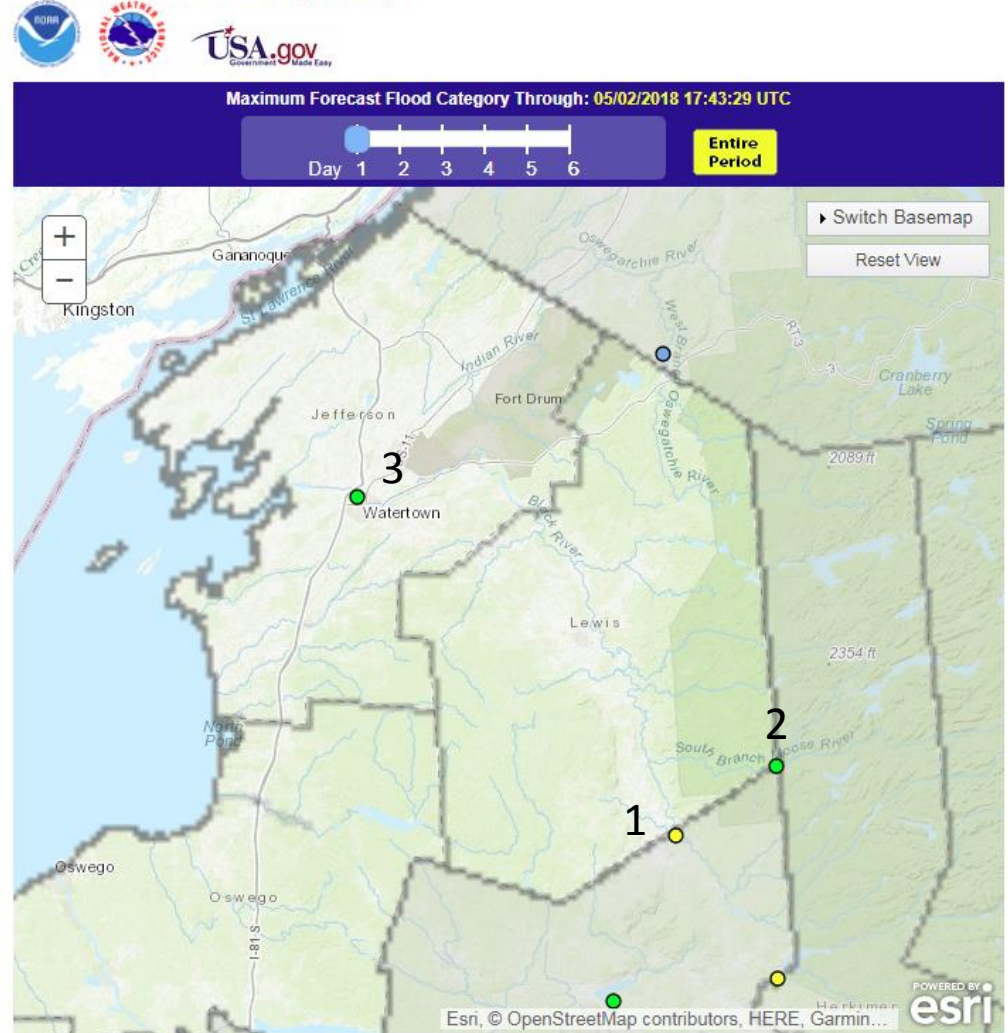 NOAA
NATIONAL WEATHER SERVICE
USA.gov
Government Made Easy
Maximum Forecast Flood Category Through: 05/02/2018 17:43:29 UTC
Day 1 2 3 4 5 6
Entire
Period
+
−
Switch Basemap
Reset View
Gananoque
Kingston
St Lawrence River
Oswegatchie River
Indian River
RT-3
3
Cranberry
Lake
Spring
Pond
Fort Drum
Jefferson
West Branch Oswegatchie River
2089 ft
3
Watertown
Black River
Lewis
2354 ft
North
Pond
2
South Branch Moose River
1
Oswego
Oswego
I-81-S
Herkimer
POWERED BY
esri
Esri, © OpenStreetMap contributors, HERE, Garmin...